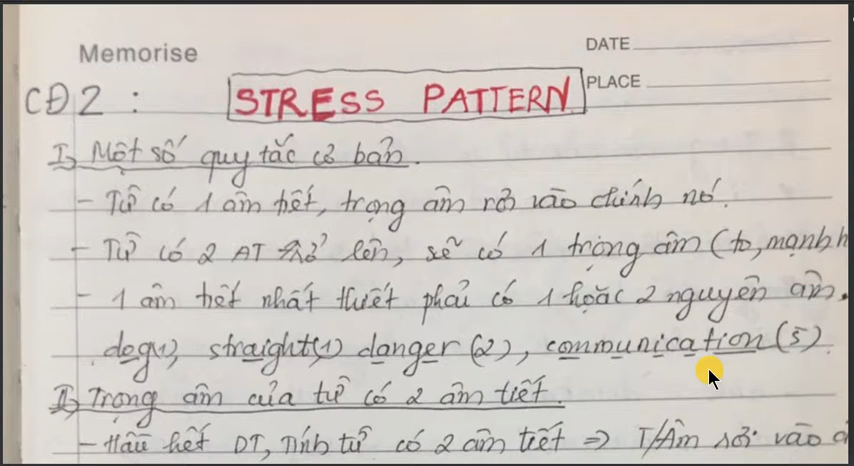 Memorise
DATE
PLACE
CĐ2 : STRESS PATTERN
I, Một số quy tắc cơ bản.
- Từ có 1 âm tiết, trọng âm rơi vào chính nó.
- Từ có 2 AT trở lên, sẽ có 1 trọng âm (to, mạnh h
- 1 âm tiết nhất thiết phải có 1 hoặc 2 nguyên âm.
dog(1), straight(1) danger (2), communication (5).
II, Trọng âm của từ có 2 âm tiết
- Hầu hết DT, Tính từ có 2 âm tiết => T/Âm rơi vào